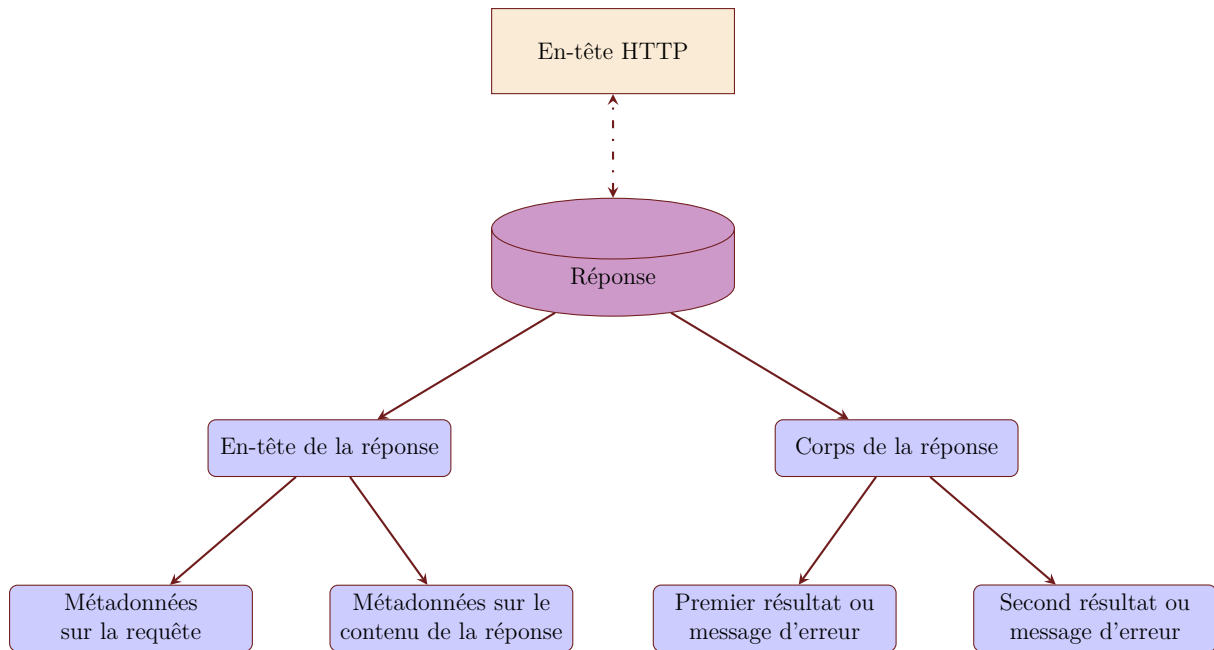 En-tête HTTP
Réponse
En-tête de la réponse
Corps de la réponse
Métadonnées
sur la requête
Métadonnées sur le
contenu de la réponse
Premier résultat ou
message d'erreur
Second résultat ou
message d'erreur